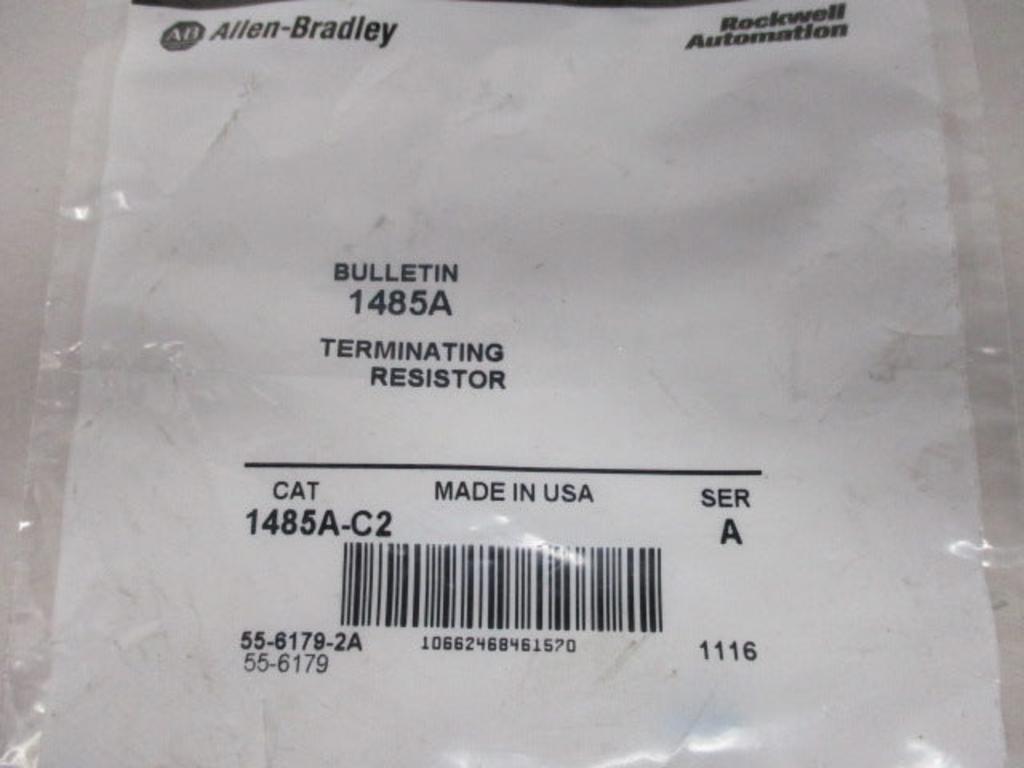 AB Allen-Bradley
Rockwell
Automation
BULLETIN
1485A
TERMINATING
RESISTOR
CAT MADE IN USA SER
1485A-C2 A
55-6179-2A 10662468461570 1116
55-6179